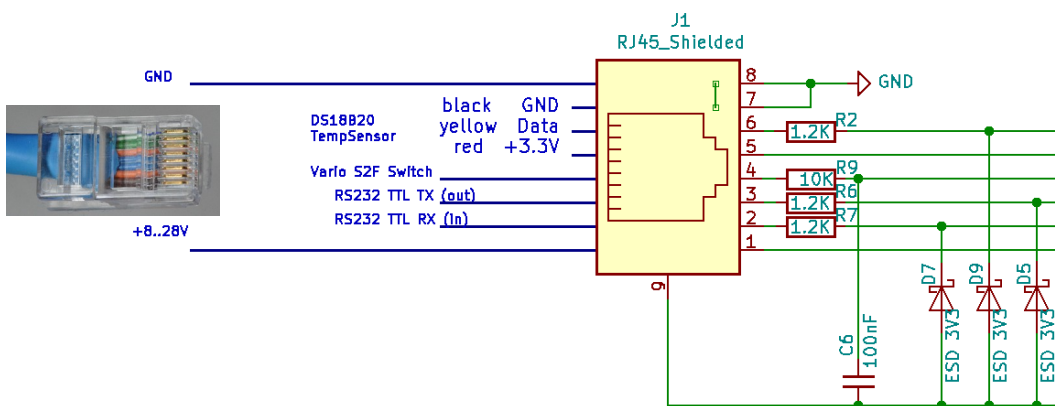 J1
RJ45_Shielded
GND
8
GND
7
black GND
DS18B20
TempSensor
yellow Data
6
R2
1.2K
red +3.3V
5
Vario S2F Switch
4
R9
10K
RS232 TTL TX (out)
3
R6
1.2K
RS232 TTL RX (in)
2
R7
1.2K
+8..28V
1
9
C6
100nF
D7
ESD 3V3
D9
ESD 3V3
D5
ESD 3V3